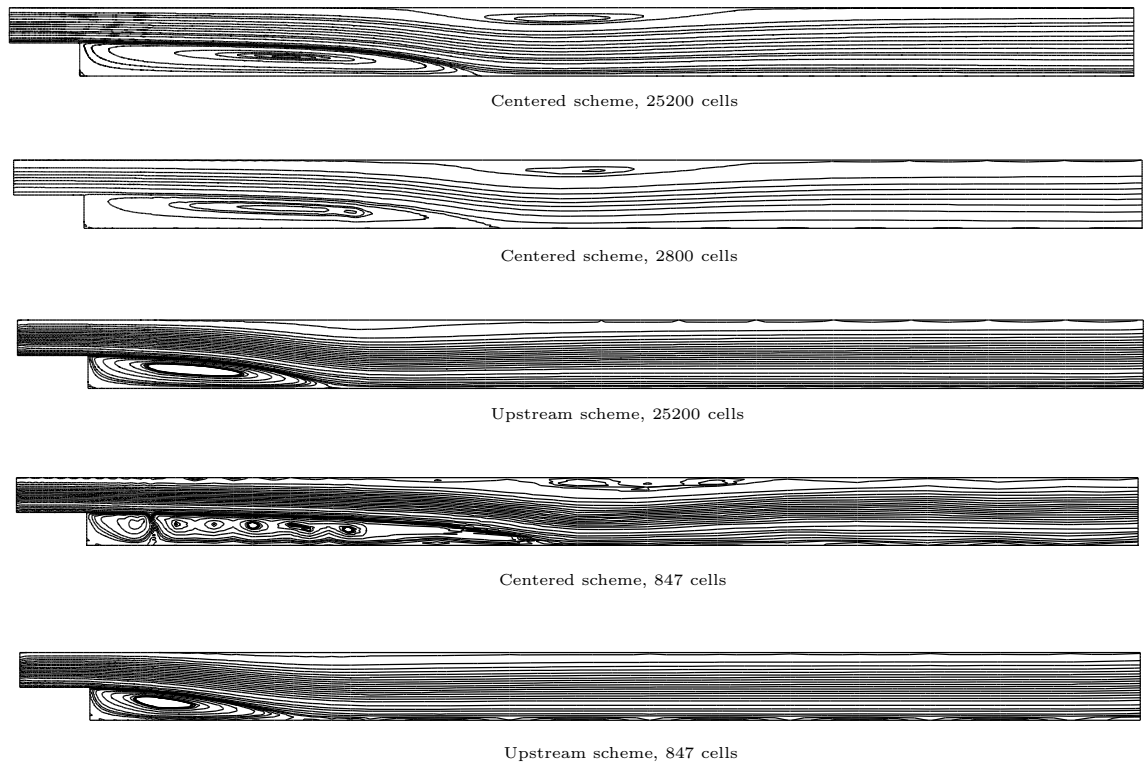 Centered scheme, 25200 cells
Centered scheme, 2800 cells
Upstream scheme, 25200 cells
Centered scheme, 847 cells
Upstream scheme, 847 cells